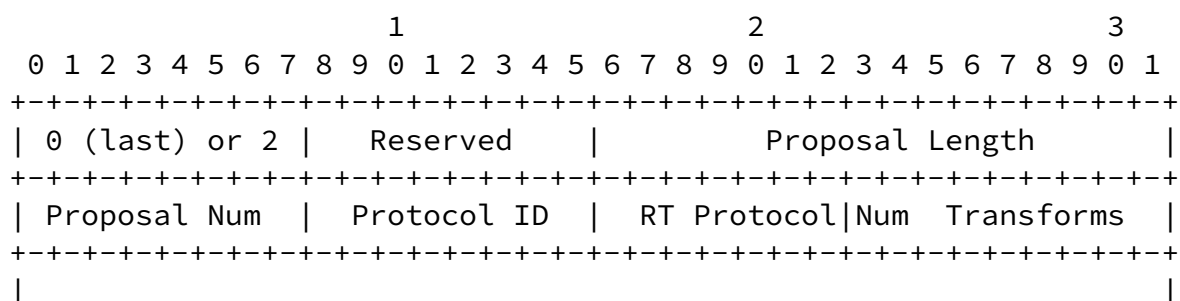 1                   2                   3
 0 1 2 3 4 5 6 7 8 9 0 1 2 3 4 5 6 7 8 9 0 1 2 3 4 5 6 7 8 9 0 1
+-+-+-+-+-+-+-+-+-+-+-+-+-+-+-+-+-+-+-+-+-+-+-+-+-+-+-+-+-+-+-+-+
| 0 (last) or 2 |   Reserved    |         Proposal Length       |
+-+-+-+-+-+-+-+-+-+-+-+-+-+-+-+-+-+-+-+-+-+-+-+-+-+-+-+-+-+-+-+-+
| Proposal Num  |  Protocol ID  |  RT Protocol|Num  Transforms  |
+-+-+-+-+-+-+-+-+-+-+-+-+-+-+-+-+-+-+-+-+-+-+-+-+-+-+-+-+-+-+-+-+
|                                                               |